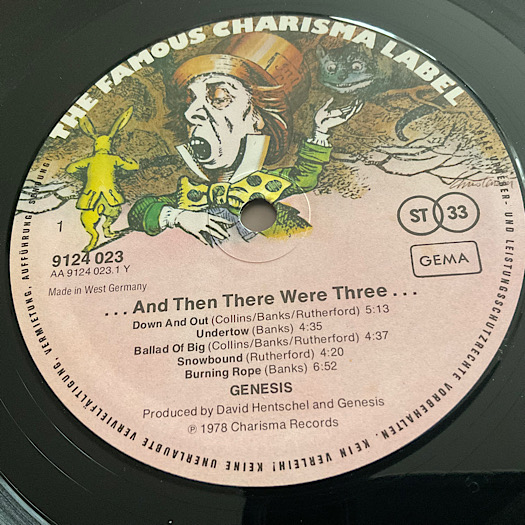 THE FAMOUS CHARISMA LABEL
1
ST 33
9124 023
AA 9124 023.1 Y
GEMA
Made in West Germany
...And Then There Were Three...
Down And Out (Collins/Banks/Rutherford) 5:13
Undertow (Banks) 4:35
Ballad Of Big (Collins/Banks/Rutherford) 4:37
Snowbound (Rutherford) 4:20
Burning Rope (Banks) 6:52
GENESIS
Produced by David Hentschel and Genesis
℗ 1978 Charisma Records
UND LEISTUNGSSCHUTZRECHTE VORBEHALTEN. KEIN VERLEIH! KEINE UNERLAUBTE VERVIELFÄLTIGUNG, VERMIETUNG, AUFFÜHRUNG, SENDUNG!